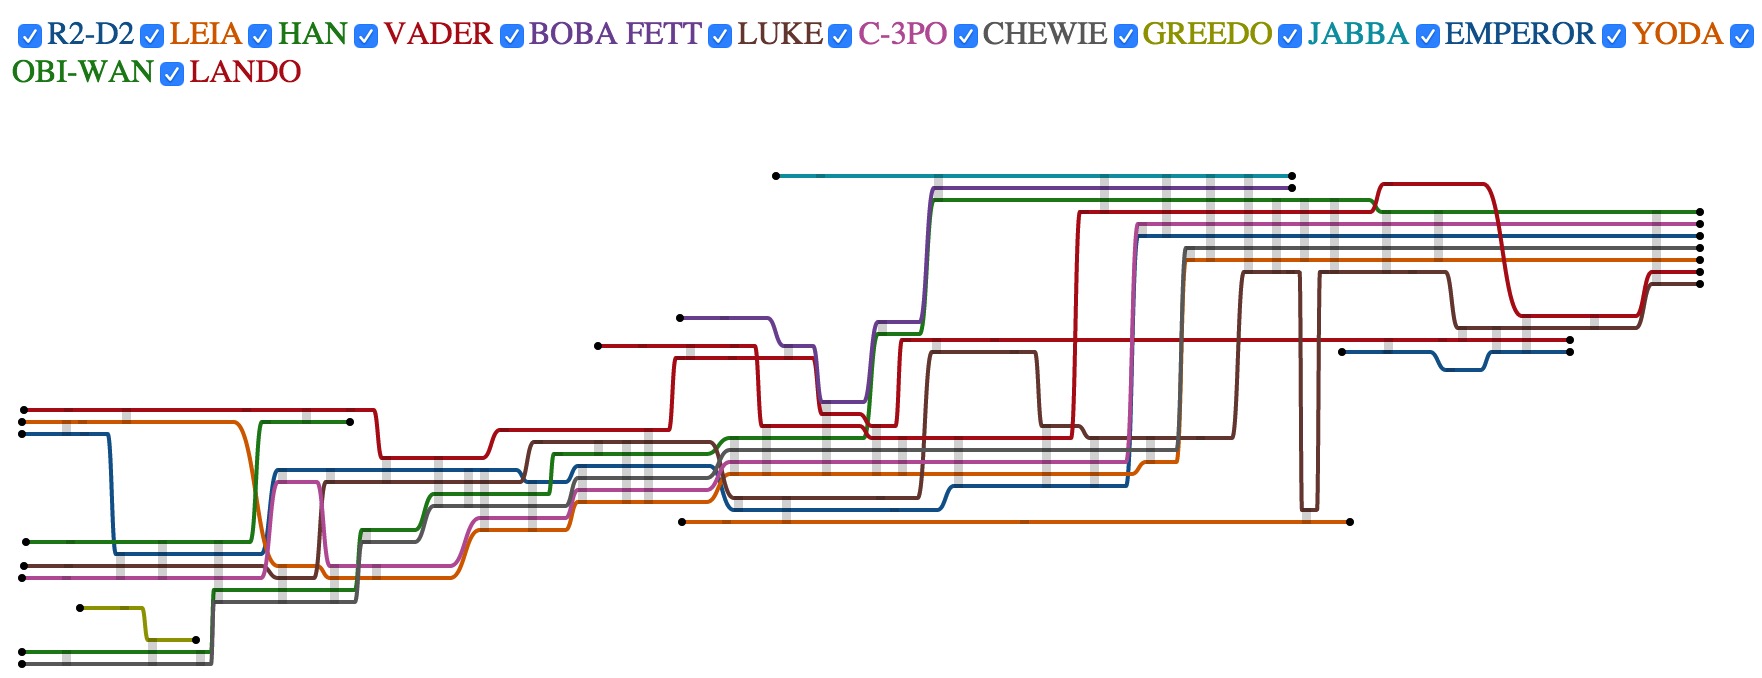 R2-D2 LEIA HAN VADER BOBA FETT LUKE C-3PO CHEWIE GREEDO JABBA EMPEROR YODA
OBI-WAN LANDO